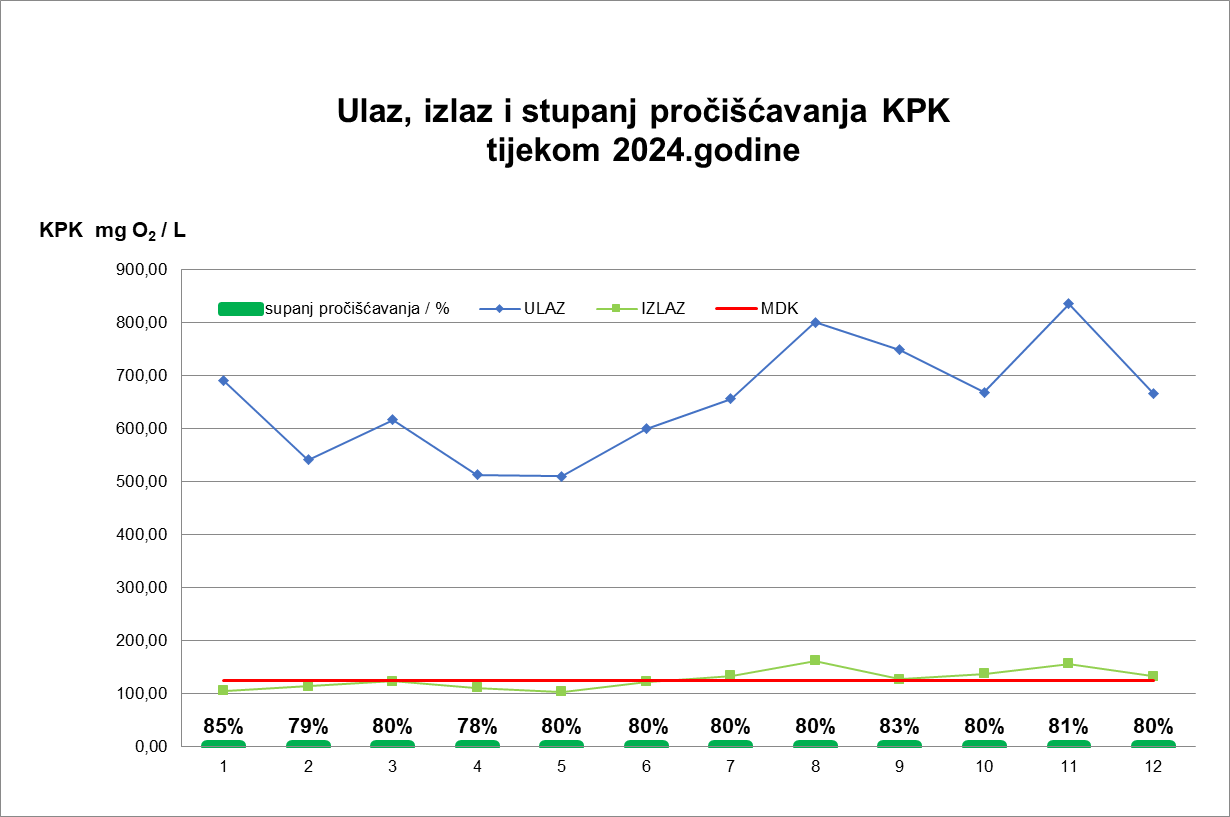 Ulaz, izlaz i stupanj pročišćavanja KPK
tijekom 2024.godine
KPK mg O₂ / L
900,00
supanj pročišćavanja / % ULAZ IZLAZ MDK
800,00
700,00
600,00
500,00
400,00
300,00
200,00
100,00
85% 79% 80% 78% 80% 80% 80% 80% 83% 80% 81% 80%
0,00
1 2 3 4 5 6 7 8 9 10 11 12